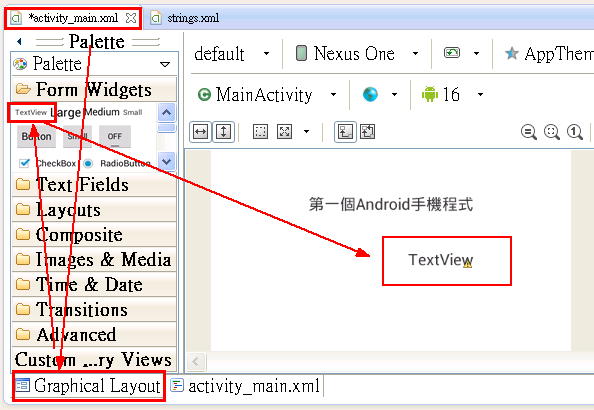 *activity_main.xml strings.xml
Palette
Palette
Form Widgets
TextView Large Medium Small
Button Small OFF
CheckBox RadioButton
Text Fields
Layouts
Composite
Images & Media
Time & Date
Transitions
Advanced
Custom ...ry Views
default Nexus One AppThem
MainActivity 16
第一個Android手機程式
TextView
Graphical Layout activity_main.xml